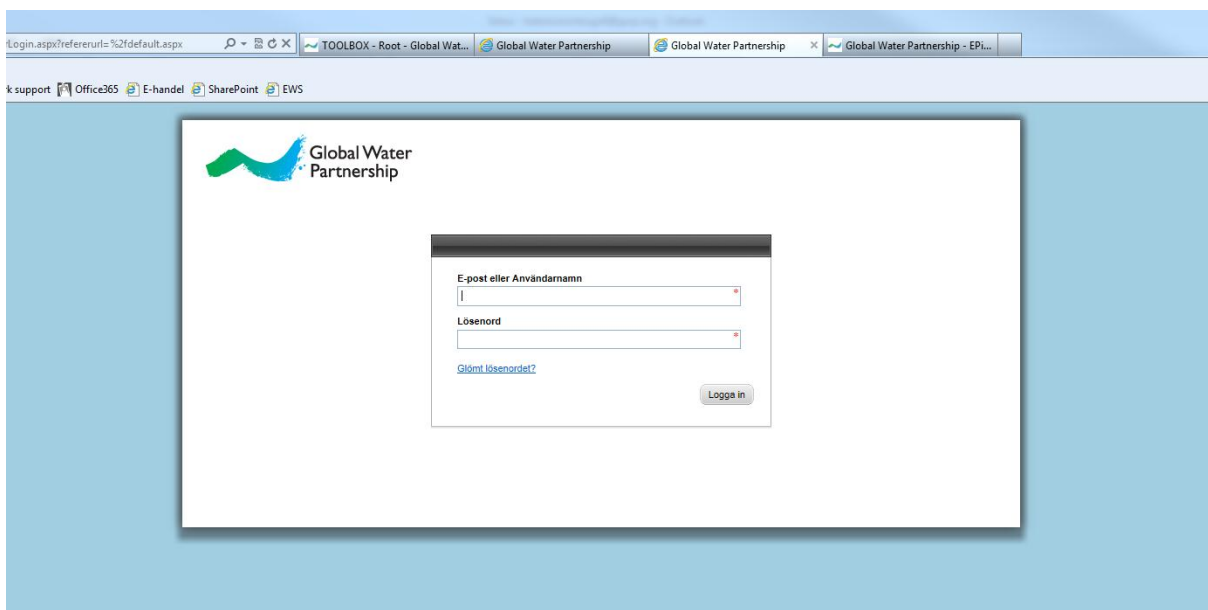 Login.aspx?refererurl=%2fdefault.aspx
TOOLBOX - Root - Global Wat... Global Water Partnership Global Water Partnership Global Water Partnership - EPi...
k support Office365 E-handel SharePoint EWS
Global Water
Partnership
E-post eller Användarnamn
*
Lösenord
*
Glömt lösenordet?
Logga in